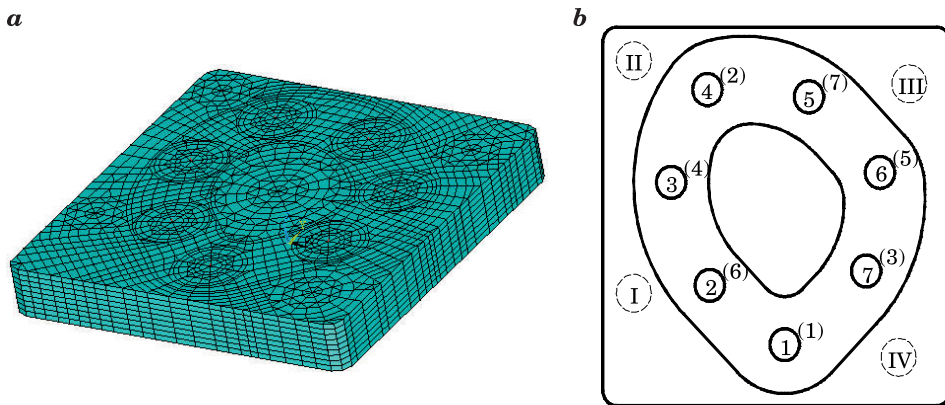 a
b
II
III
4 (2)
5 (7)
3 (4)
6 (5)
I
2 (6)
7 (3)
1 (1)
IV